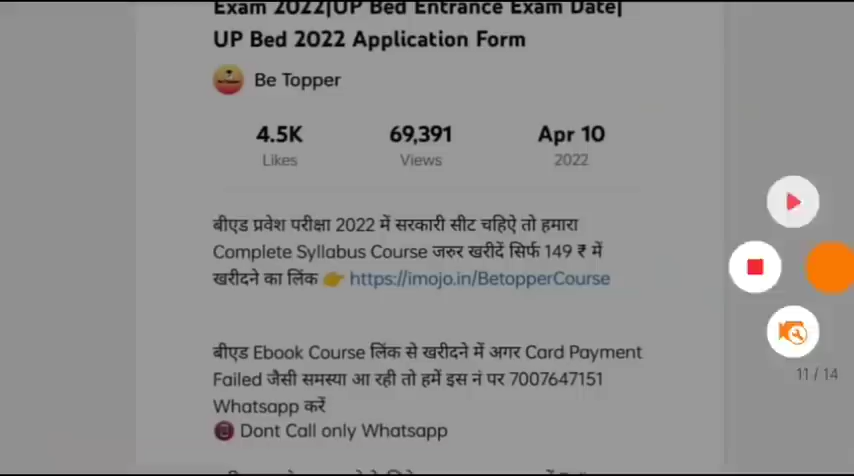 Exam 2022|UP Bed Entrance Exam Date|
UP Bed 2022 Application Form
Be Topper
4.5K
Likes
69,391
Views
Apr 10
2022
बीएड प्रवेश परीक्षा 2022 में सरकारी सीट चहिऐ तो हमारा
Complete Syllabus Course जरुर खरीदें सिर्फ 149 ₹ में
खरीदने का लिंक 👉 https://imojo.in/BetopperCourse
बीएड Ebook Course लिंक से खरीदने में अगर Card Payment
Failed जैसी समस्या आ रही तो हमें इस नं पर 7007647151
Whatsapp करें
📵 Dont Call only Whatsapp
11 / 14